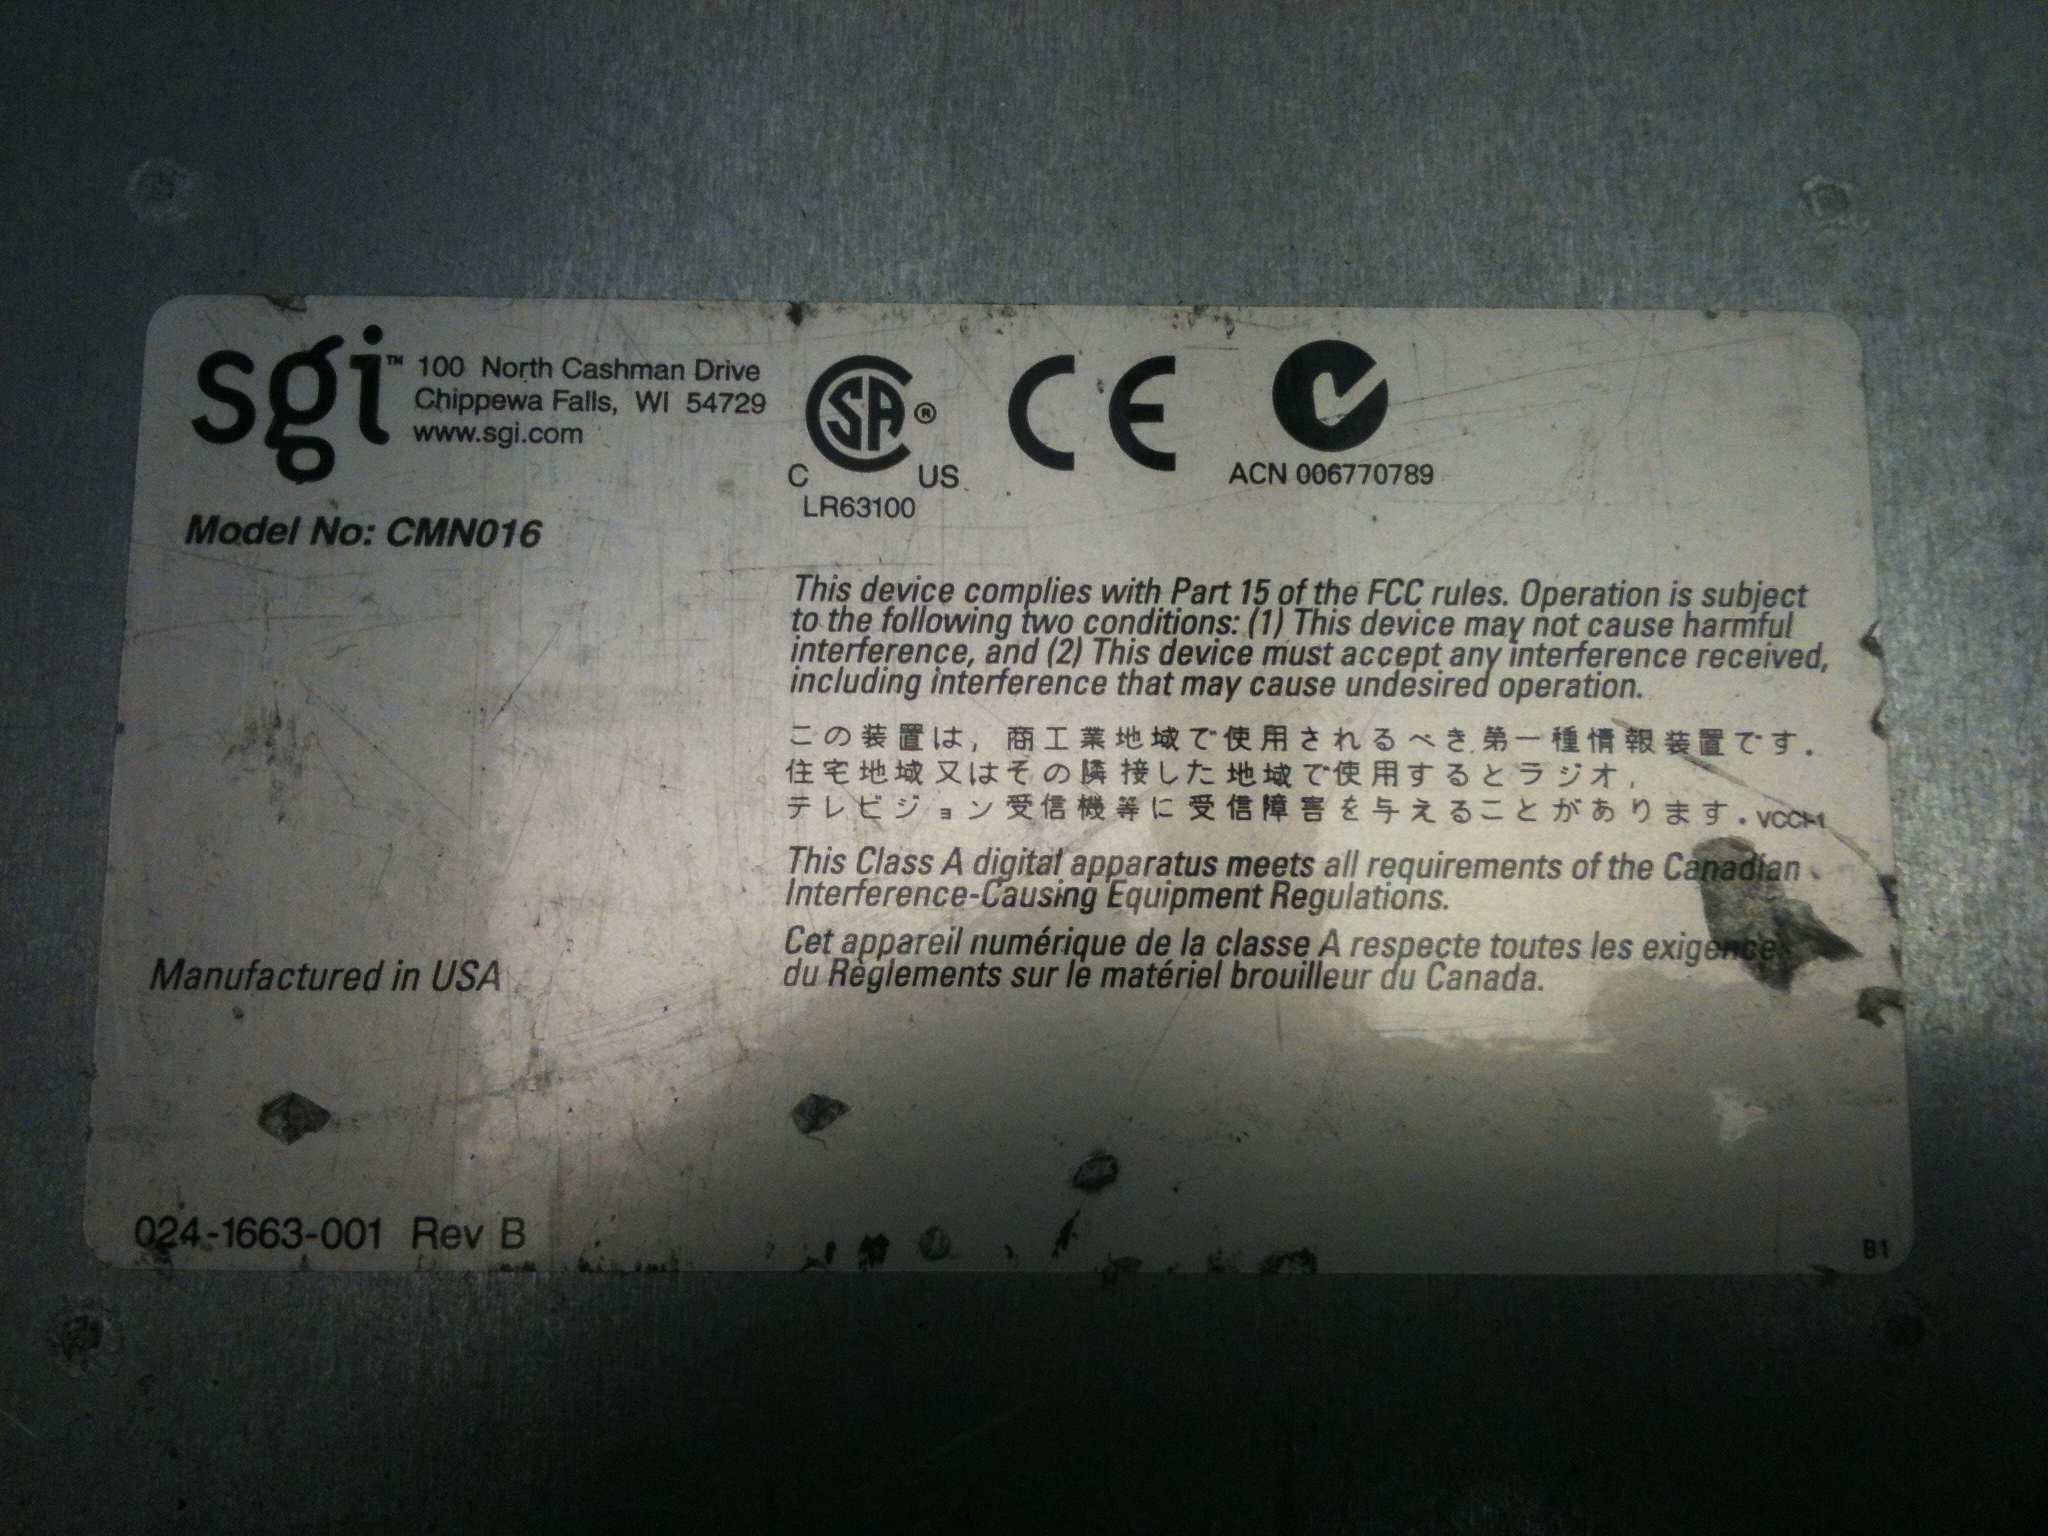 sgi™
100 North Cashman Drive
Chippewa Falls, WI 54729
www.sgi.com
SA ®
C US
LR63100
CE
ACN 006770789
Model No: CMN016
This device complies with Part 15 of the FCC rules. Operation is subject
to the following two conditions: (1) This device may not cause harmful
interference, and (2) This device must accept any interference received,
including interference that may cause undesired operation.
この装置は，商工業地域で使用されるべき第一種情報装置です．
住宅地域又はその隣接した地域で使用するとラジオ，
テレビジョン受信機等に受信障害を与えることがあります．VCCI-1
This Class A digital apparatus meets all requirements of the Canadian
Interference-Causing Equipment Regulations.
Cet appareil numérique de la classe A respecte toutes les exigence
du Règlements sur le matériel brouilleur du Canada.
Manufactured in USA
024-1663-001 Rev B
B1